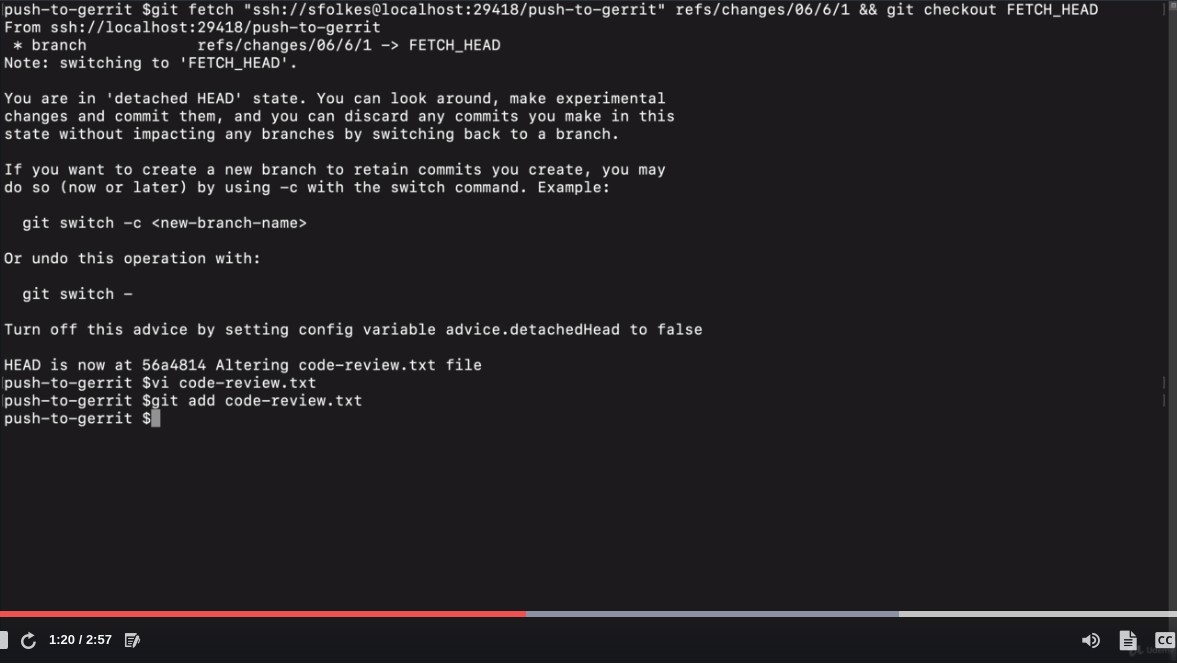 push-to-gerrit $git fetch "ssh://sfolkes@localhost:29418/push-to-gerrit" refs/changes/06/6/1 && git checkout FETCH_HEAD
From ssh://localhost:29418/push-to-gerrit
 * branch            refs/changes/06/6/1 -> FETCH_HEAD
Note: switching to 'FETCH_HEAD'.

You are in 'detached HEAD' state. You can look around, make experimental
changes and commit them, and you can discard any commits you make in this
state without impacting any branches by switching back to a branch.

If you want to create a new branch to retain commits you create, you may
do so (now or later) by using -c with the switch command. Example:

  git switch -c <new-branch-name>

Or undo this operation with:

  git switch -

Turn off this advice by setting config variable advice.detachedHead to false

HEAD is now at 56a4814 Altering code-review.txt file
push-to-gerrit $vi code-review.txt
push-to-gerrit $git add code-review.txt
push-to-gerrit $
1:20 / 2:57
CC